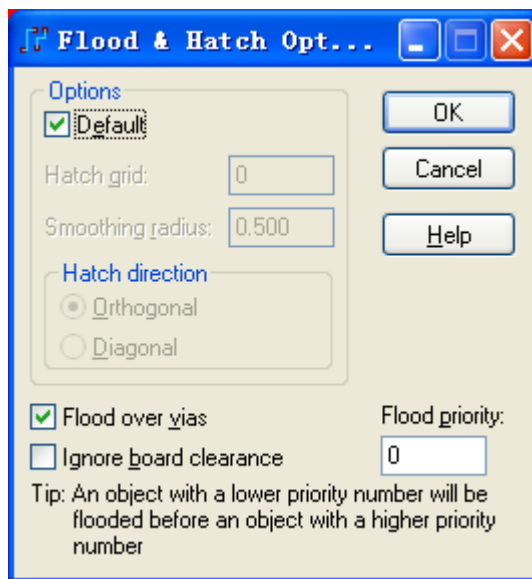 Flood & Hatch Opt...
Options
Default
OK
Hatch grid:
0
Cancel
Smoothing radius:
0.500
Help
Hatch direction
Orthogonal
Diagonal
Flood over vias
Flood priority:
Ignore board clearance
0
Tip: An object with a lower priority number will be
flooded before an object with a higher priority
number